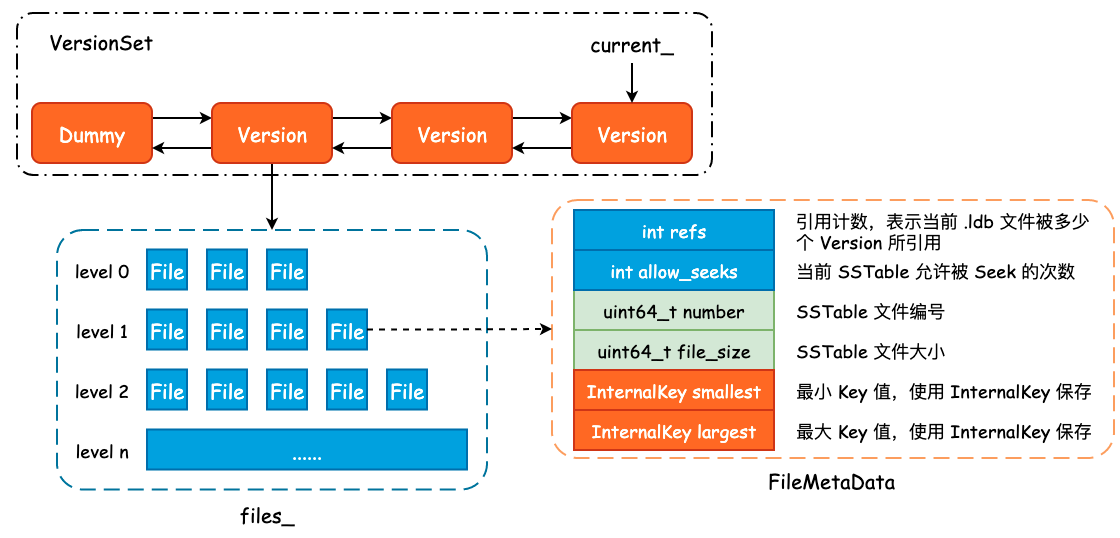 VersionSet
current_
Dummy
Version
Version
Version
level 0
File
File
File
level 1
File
File
File
File
level 2
File
File
File
File
File
level n
......
files_
int refs
引用计数，表示当前 .ldb 文件被多少
个 Version 所引用
int allow_seeks
当前 SSTable 允许被 Seek 的次数
uint64_t number
SSTable 文件编号
uint64_t file_size
SSTable 文件大小
InternalKey smallest
最小 Key 值，使用 InternalKey 保存
InternalKey largest
最大 Key 值，使用 InternalKey 保存
FileMetaData